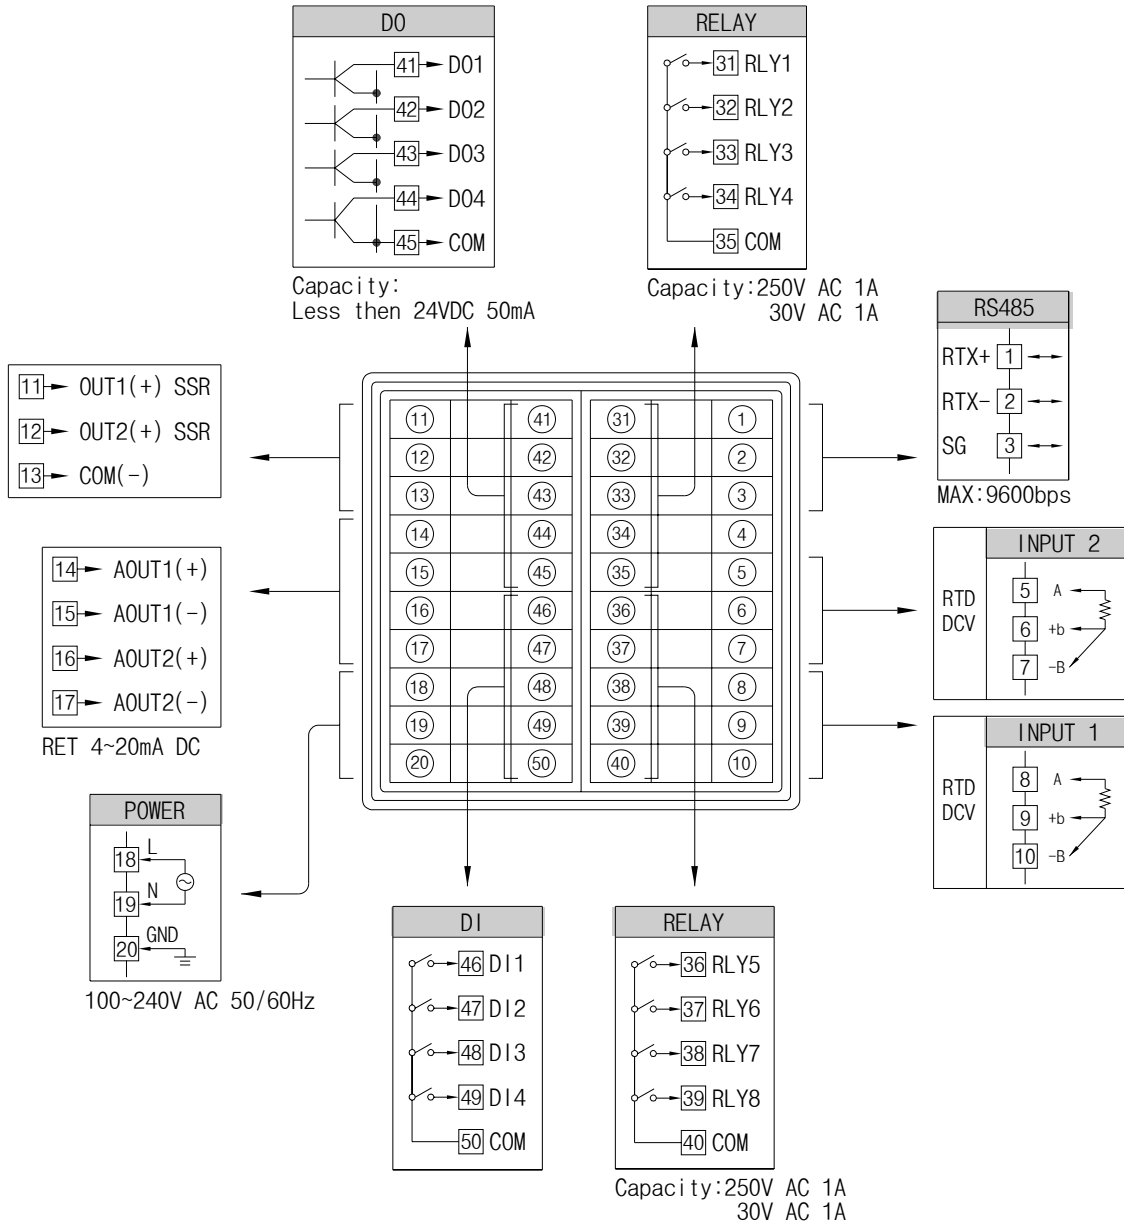 DO
41 DO1
42 DO2
43 DO3
44 DO4
45 COM
Capacity:
Less then 24VDC 50mA
RELAY
31 RLY1
32 RLY2
33 RLY3
34 RLY4
35 COM
Capacity:250V AC 1A
30V AC 1A
RS485
RTX+ 1
RTX- 2
SG 3
MAX:9600bps
11 OUT1(+) SSR
12 OUT2(+) SSR
13 COM(-)
11 41 31 1
12 42 32 2
13 43 33 3
14 44 34 4
15 45 35 5
16 46 36 6
17 47 37 7
18 48 38 8
19 49 39 9
20 50 40 10
14 AOUT1(+)
15 AOUT1(-)
16 AOUT2(+)
17 AOUT2(-)
RET 4~20mA DC
INPUT 2
RTD
DCV
5 A
6 +b
7 -B
INPUT 1
RTD
DCV
8 A
9 +b
10 -B
POWER
18 L
19 N
20 GND
100~240V AC 50/60Hz
DI
46 DI1
47 DI2
48 DI3
49 DI4
50 COM
RELAY
36 RLY5
37 RLY6
38 RLY7
39 RLY8
40 COM
Capacity:250V AC 1A
30V AC 1A